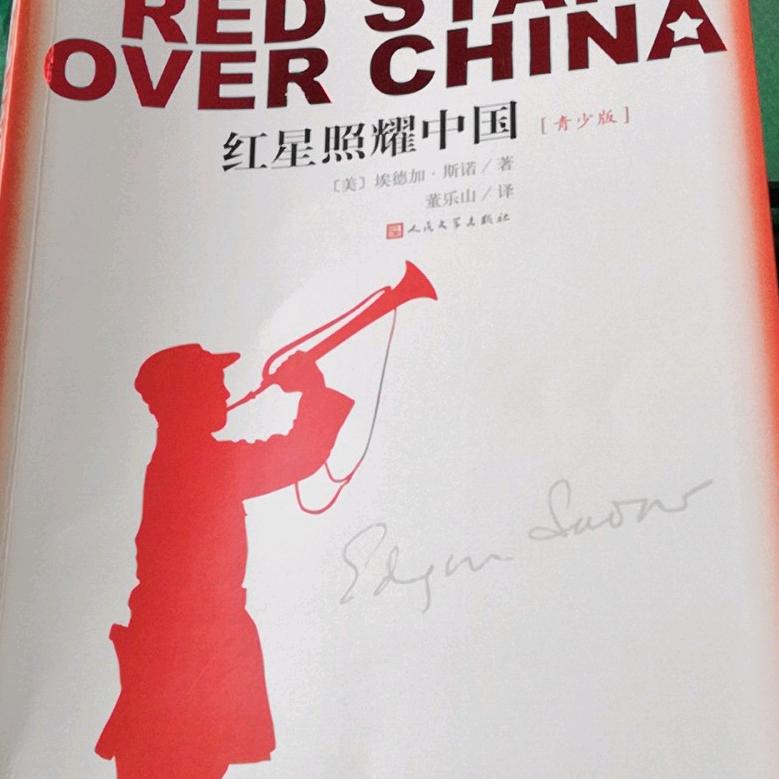 RED STAR
OVER CHINA
红星照耀中国 [青少版]
〔美〕埃德加·斯诺／著
董乐山／译
人民文学出版社
Edgar Snow